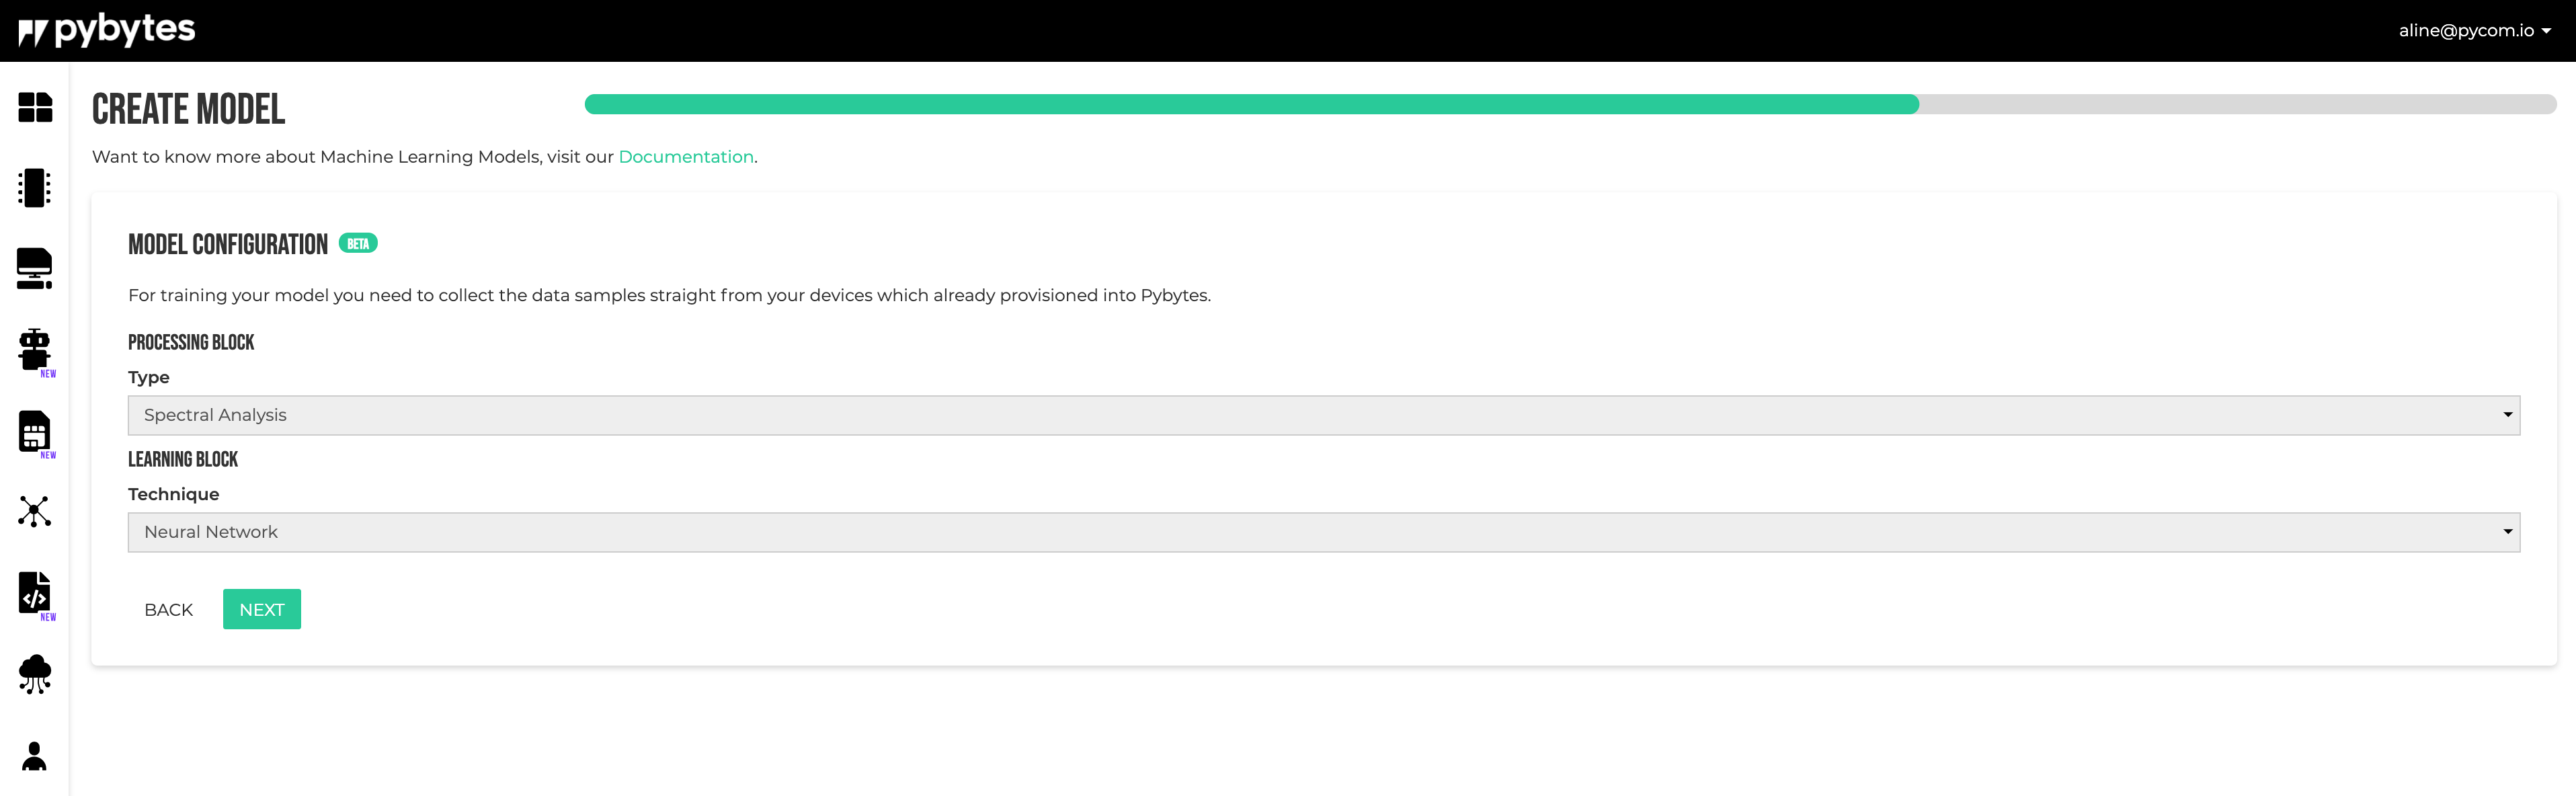 pybytes
aline@pycom.io
CREATE MODEL
Want to know more about Machine Learning Models, visit our Documentation.
MODEL CONFIGURATION BETA
For training your model you need to collect the data samples straight from your devices which already provisioned into Pybytes.
PROCESSING BLOCK
Type
Spectral Analysis
LEARNING BLOCK
Technique
Neural Network
BACK NEXT
NEW
NEW
NEW